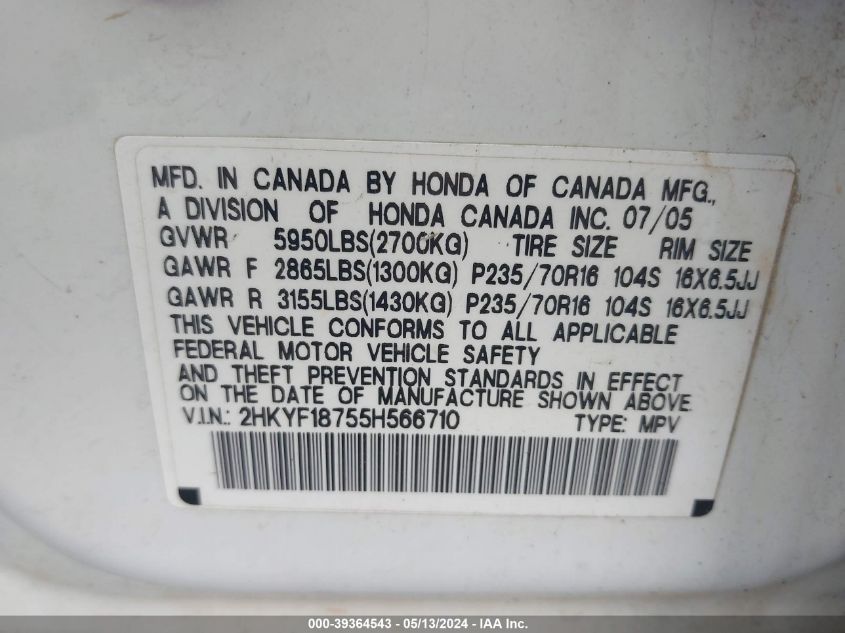 MFD. IN CANADA BY HONDA OF CANADA MFG.,
A DIVISION OF HONDA CANADA INC. 07/05
GVWR 5950LBS(2700KG) TIRE SIZE RIM SIZE
GAWR F 2865LBS(1300KG) P235/70R16 104S 16X6.5JJ
GAWR R 3155LBS(1430KG) P235/70R16 104S 16X6.5JJ
THIS VEHICLE CONFORMS TO ALL APPLICABLE
FEDERAL MOTOR VEHICLE SAFETY
AND THEFT PREVENTION STANDARDS IN EFFECT
ON THE DATE OF MANUFACTURE SHOWN ABOVE.
V.I.N.: 2HKYF18755H566710 TYPE: MPV
000-39364543 - 05/13/2024 - IAA Inc.